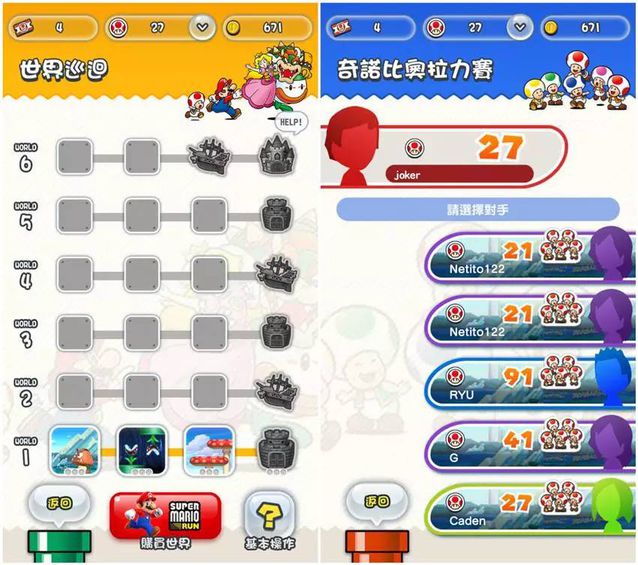 4
27
671
世界巡迴
HELP!
WORLD
6
WORLD
5
WORLD
4
WORLD
3
WORLD
2
WORLD
1
返回
SUPER
MARIO
RUN
購買世界
?
基本操作
4
27
671
奇諾比奧拉力賽
27
joker
請選擇對手
21
Netito122
21
Netito122
91
RYU
41
G
27
Caden
返回